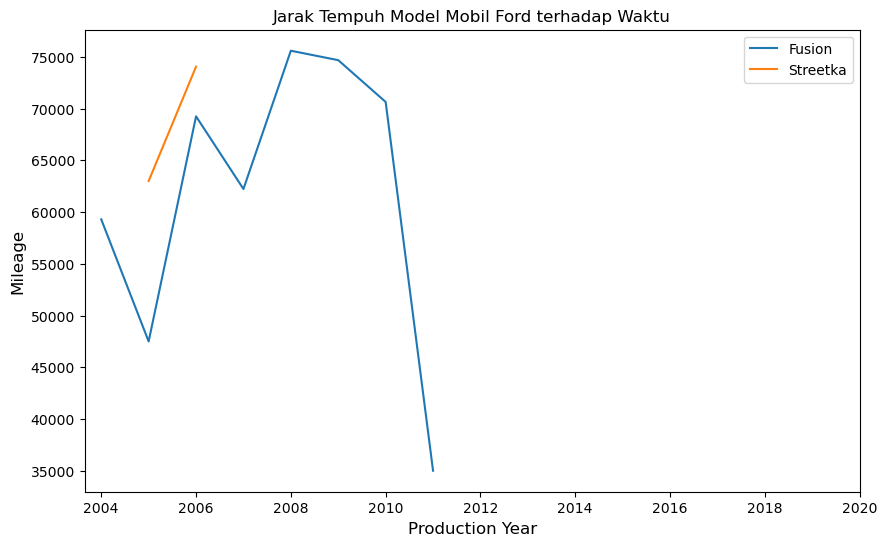 Jarak Tempuh Model Mobil Ford terhadap Waktu
Fusion
Streetka
75000
70000
65000
60000
55000
50000
45000
40000
35000
Mileage
2004 2006 2008 2010 2012 2014 2016 2018 2020
Production Year